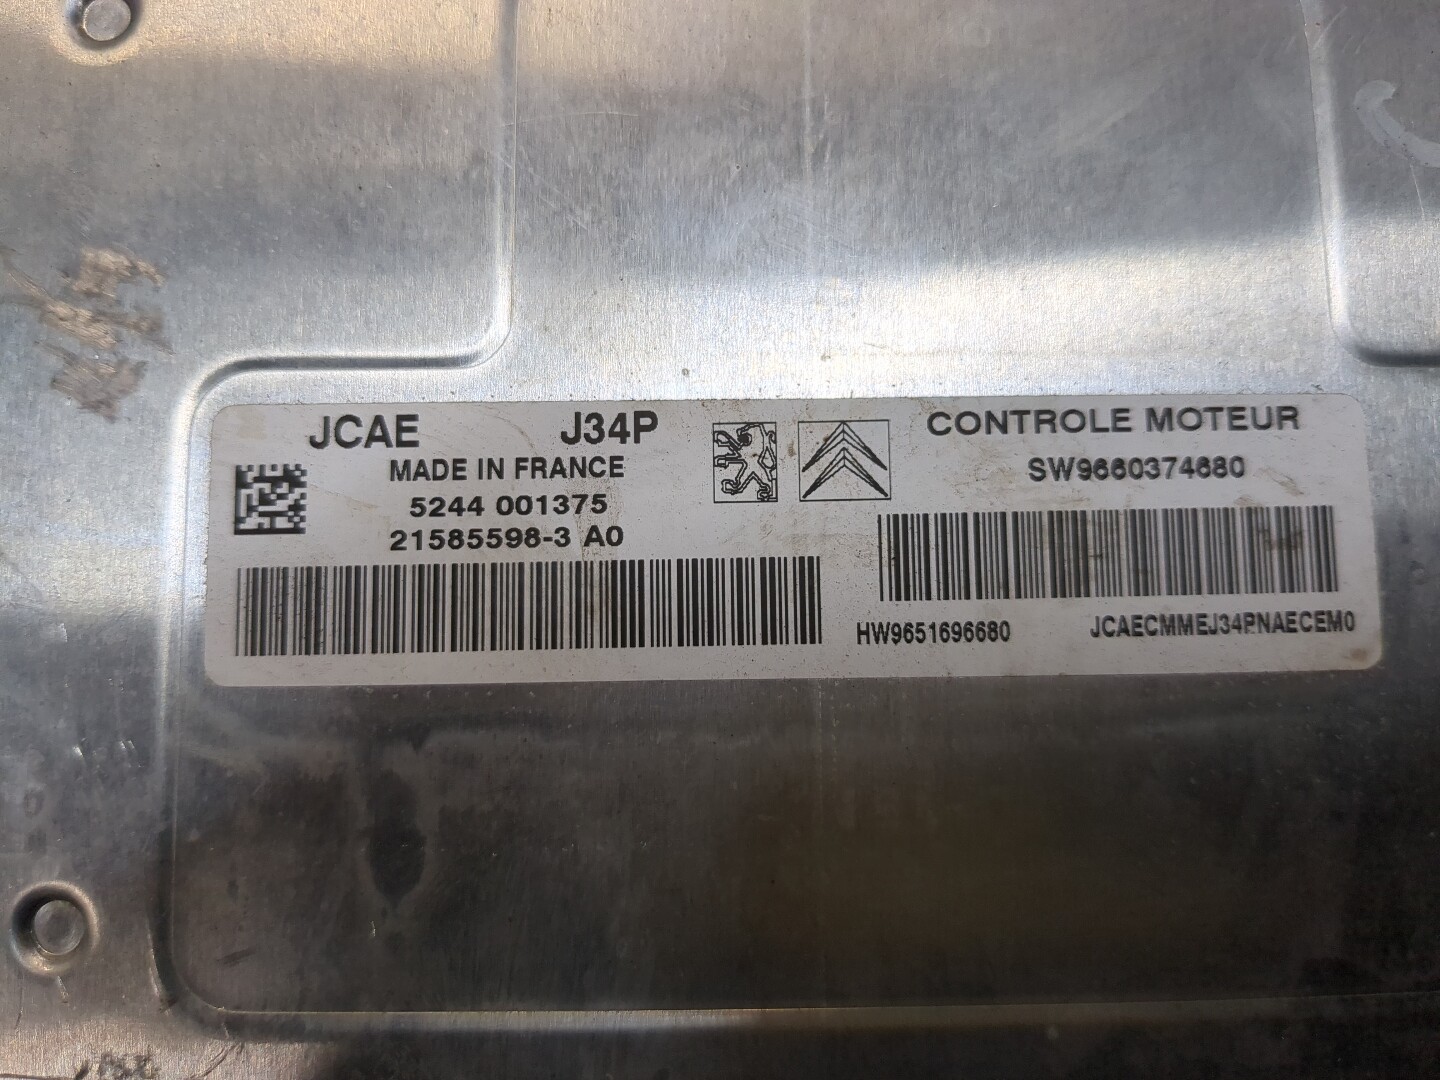 JCAE J34P
MADE IN FRANCE
5244 001375
21585598-3 A0
CONTROLE MOTEUR
SW9660374680
HW9651696680
JCAECMMEJ34PNAECEM0